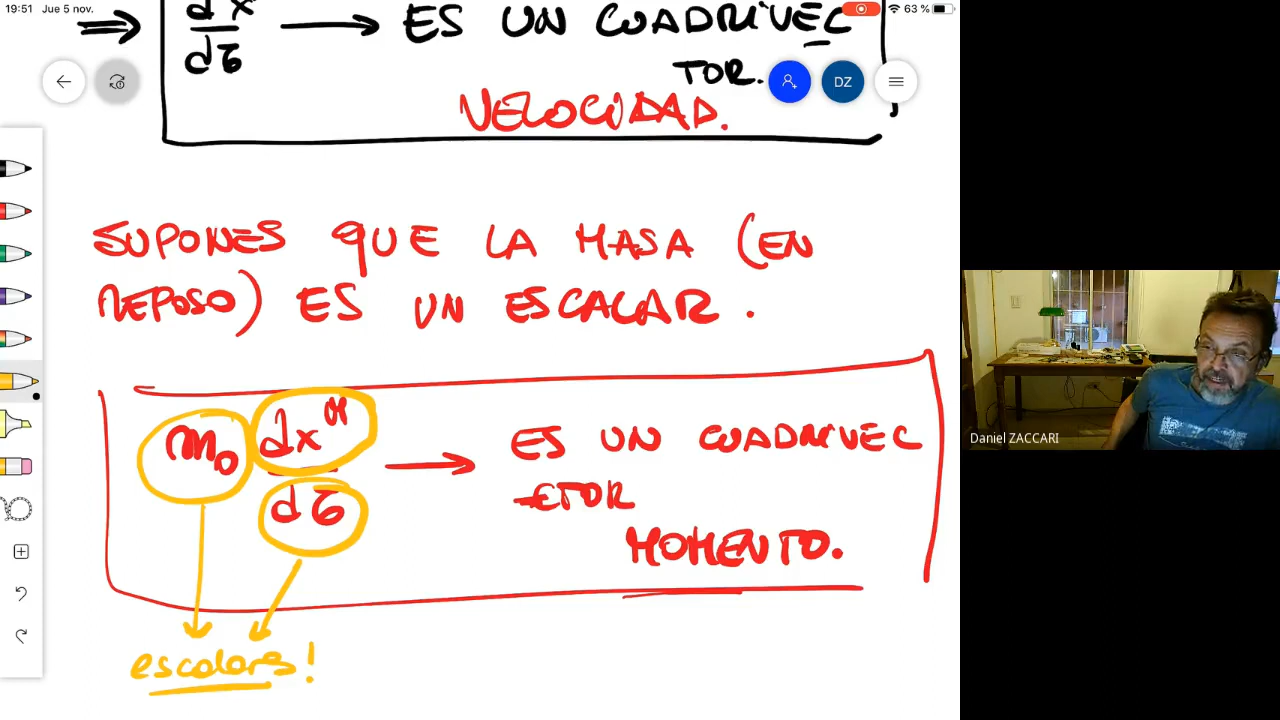 19:51 Jue 5 nov.
63 %
⇒ dx → ES UN CUADRIVEC
dτ
TOR.
DZ
VELOCIDAD.
SUPONES QUE LA MASA (EN
REPOSO) ES UN ESCALAR.
m₀ dx^α → ES UN CUADRIVEC
dτ
TOR
MOMENTO.
escalares!
Daniel ZACCARI